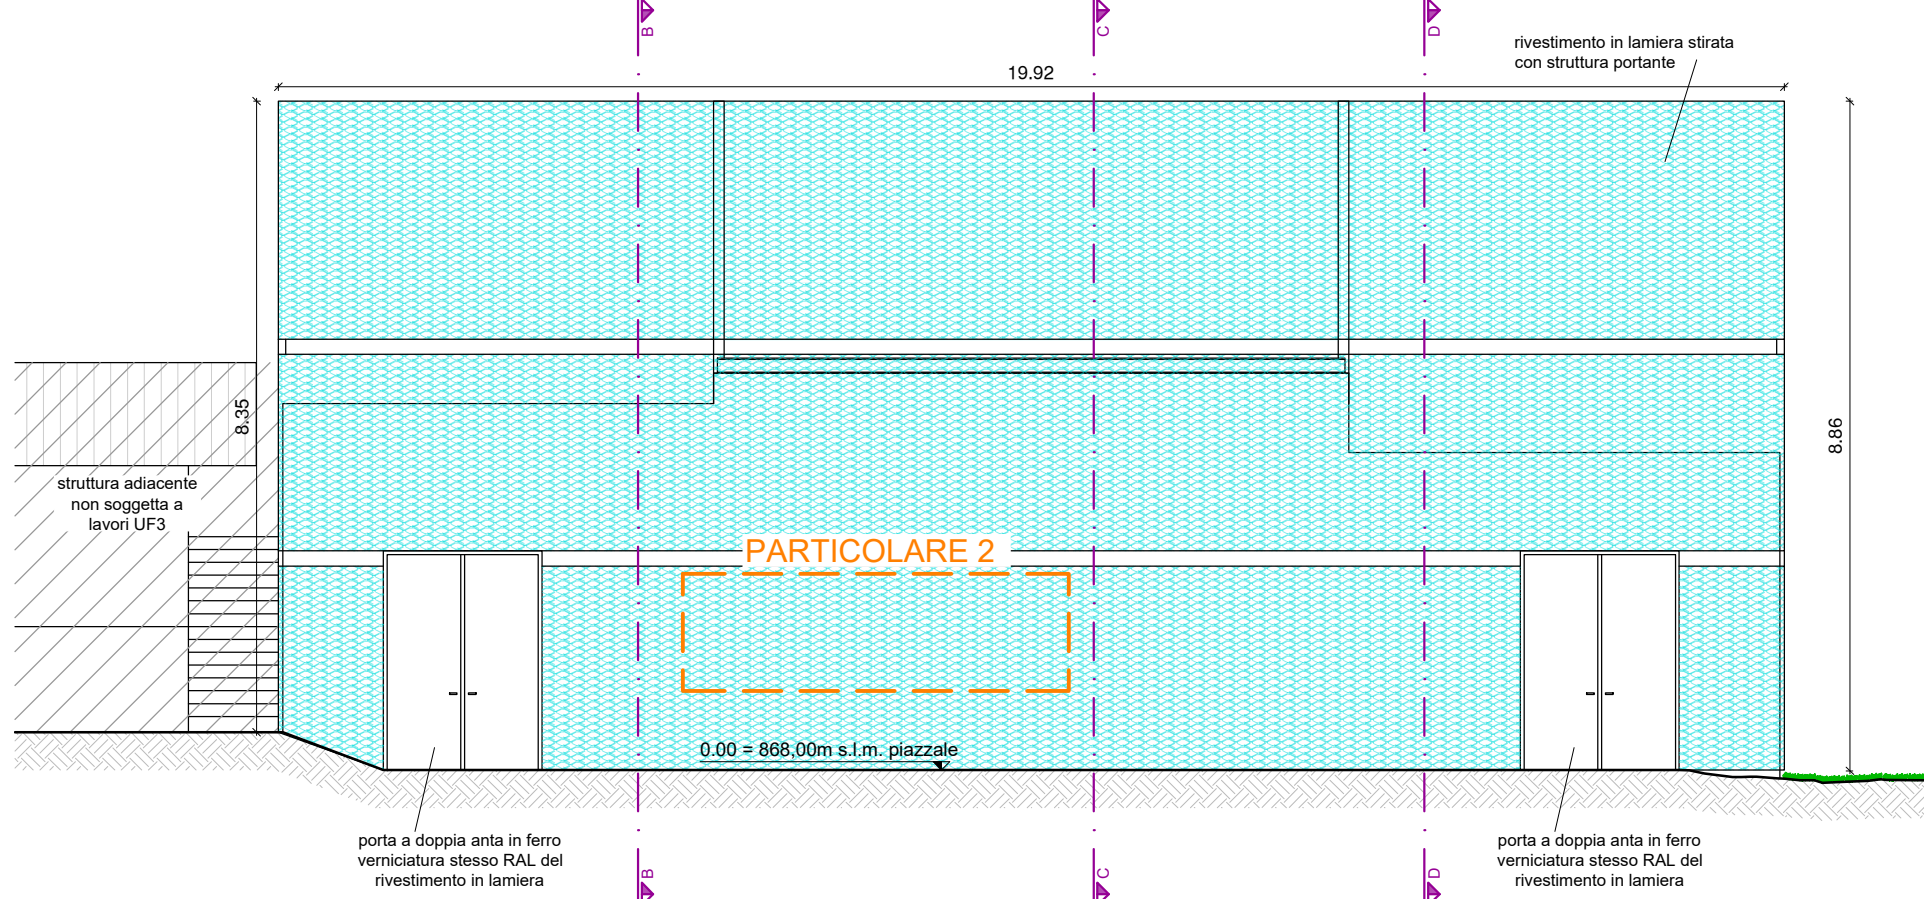 B
C
D
rivestimento in lamiera stirata
con struttura portante
19.92
8.35
8.86
struttura adiacente
non soggetta a
lavori UF3
PARTICOLARE 2
0.00 = 868,00m s.l.m. piazzale
porta a doppia anta in ferro
verniciatura stesso RAL del
rivestimento in lamiera
porta a doppia anta in ferro
verniciatura stesso RAL del
rivestimento in lamiera
B
C
D